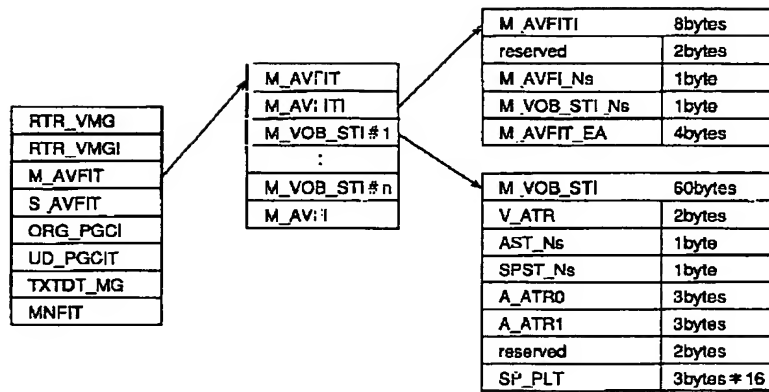 RTR_VMG
RTR_VMGI
M_AVFIT
S_AVFIT
ORG_PGCI
UD_PGCIT
TXTDT_MG
MNFIT
M_AVFIT
M_AVFITI
M_VOB_STI#1
:
M_VOB_STI#n
M_AVFI
M_AVFITI 8bytes
reserved 2bytes
M_AVFI_Ns 1byte
M_VOB_STI_Ns 1byte
M_AVFIT_EA 4bytes
M_VOB_STI 60bytes
V_ATR 2bytes
AST_Ns 1byte
SPST_Ns 1byte
A_ATR0 3bytes
A_ATR1 3bytes
reserved 2bytes
SP_PLT 3bytes*16